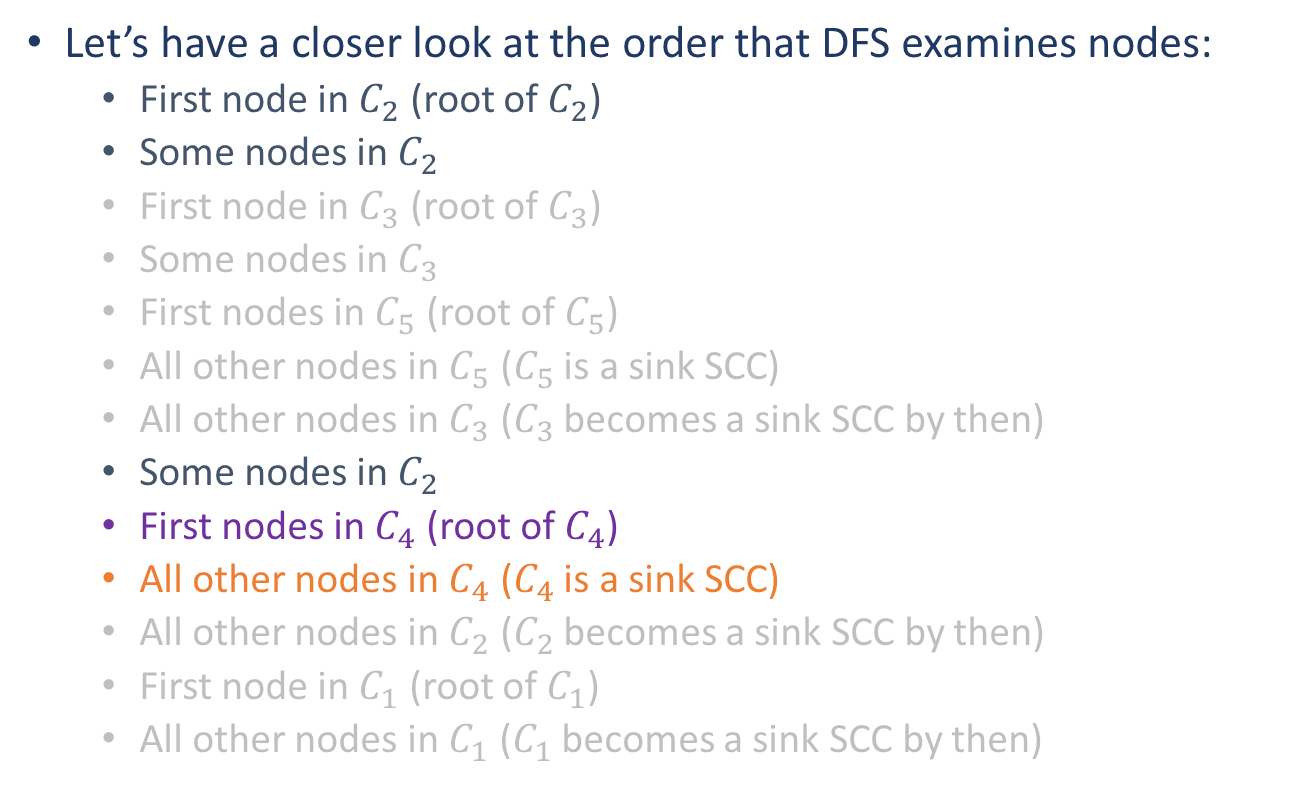 • Let’s have a closer look at the order that DFS examines nodes:
• First node in C₂ (root of C₂)
• Some nodes in C₂
• First node in C₃ (root of C₃)
• Some nodes in C₃
• First nodes in C₅ (root of C₅)
• All other nodes in C₅ (C₅ is a sink SCC)
• All other nodes in C₃ (C₃ becomes a sink SCC by then)
• Some nodes in C₂
• First nodes in C₄ (root of C₄)
• All other nodes in C₄ (C₄ is a sink SCC)
• All other nodes in C₂ (C₂ becomes a sink SCC by then)
• First node in C₁ (root of C₁)
• All other nodes in C₁ (C₁ becomes a sink SCC by then)